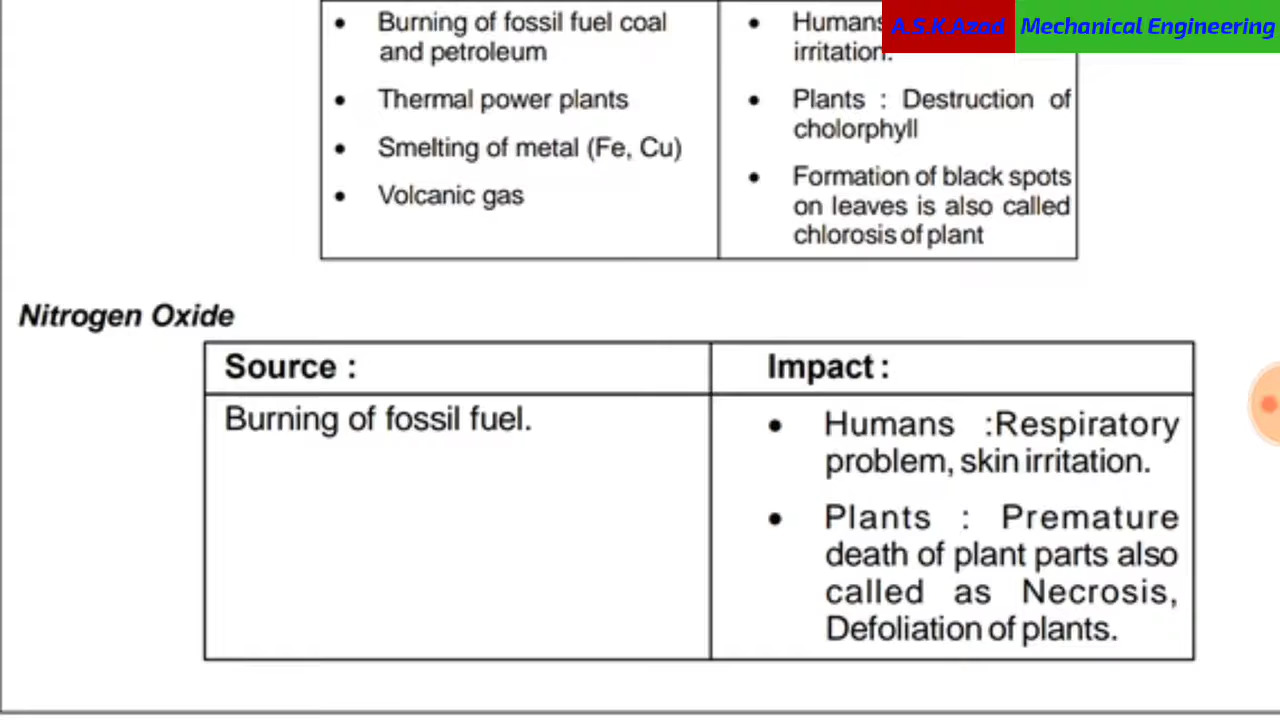 A.S.K.Azad Mechanical Engineering
• Burning of fossil fuel coal
and petroleum
• Thermal power plants
• Smelting of metal (Fe, Cu)
• Volcanic gas
• Humans
irritation.
• Plants : Destruction of
cholorphyll
• Formation of black spots
on leaves is also called
chlorosis of plant
Nitrogen Oxide
Source :
Impact :
Burning of fossil fuel.
• Humans :Respiratory
problem, skin irritation.
• Plants : Premature
death of plant parts also
called as Necrosis,
Defoliation of plants.